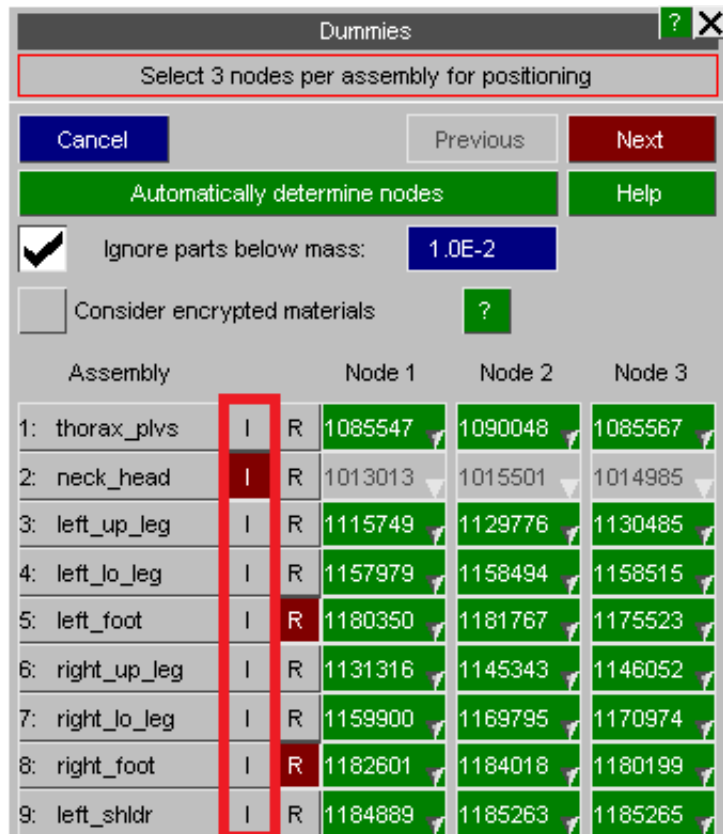 Dummies ?
Select 3 nodes per assembly for positioning
Cancel Previous Next
Automatically determine nodes Help
Ignore parts below mass: 1.0E-2
Consider encrypted materials ?
Assembly Node 1 Node 2 Node 3
1: thorax_plvs I R 1085547 1090048 1085567
2: neck_head I R 1013013 1015501 1014985
3: left_up_leg I R 1115749 1129776 1130485
4: left_lo_leg I R 1157979 1158494 1158515
5: left_foot I R 1180350 1181767 1175523
6: right_up_leg I R 1131316 1145343 1146052
7: right_lo_leg I R 1159900 1169795 1170974
8: right_foot I R 1182601 1184018 1180199
9: left_shldr I R 1184889 1185263 1185265